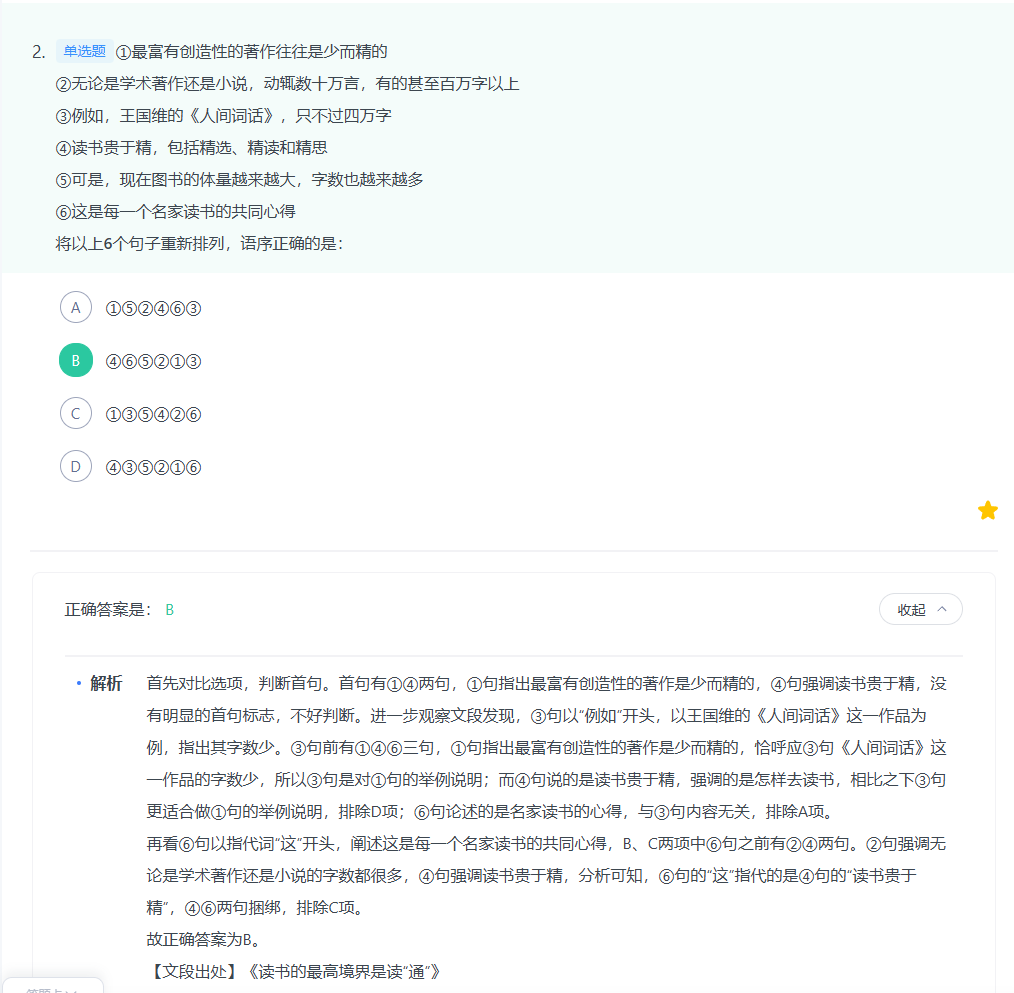 2. 单选题 ①最富有创造性的著作往往是少而精的
②无论是学术著作还是小说，动辄数十万言，有的甚至百万字以上
③例如，王国维的《人间词话》，只不过四万字
④读书贵于精，包括精选、精读和精思
⑤可是，现在图书的体量越来越大，字数也越来越多
⑥这是每一个名家读书的共同心得
将以上6个句子重新排列，语序正确的是：
A ①⑤②④⑥③
B ④⑥⑤②①③
C ①③⑤④②⑥
D ④③⑤②①⑥
正确答案是： B
收起
解析 首先对比选项，判断首句。首句有①④两句，①句指出最富有创造性的著作是少而精的，④句强调读书贵于精，没
有明显的首句标志，不好判断。进一步观察文段发现，③句以“例如”开头，以王国维的《人间词话》这一作品为
例，指出其字数少。③句前有①④⑥三句，①句指出最富有创造性的著作是少而精的，恰呼应③句《人间词话》这
一作品的字数少，所以③句是对①句的举例说明；而④句说的是读书贵于精，强调的是怎样去读书，相比之下③句
更适合做①句的举例说明，排除D项；⑥句论述的是名家读书的心得，与③句内容无关，排除A项。
再看⑥句以指代词“这”开头，阐述这是每一个名家读书的共同心得，B、C两项中⑥句之前有②④两句。②句强调无
论是学术著作还是小说的字数都很多，④句强调读书贵于精，分析可知，⑥句的“这”指代的是④句的“读书贵于
精”，④⑥两句捆绑，排除C项。
故正确答案为B。
【文段出处】《读书的最高境界是读“通”》